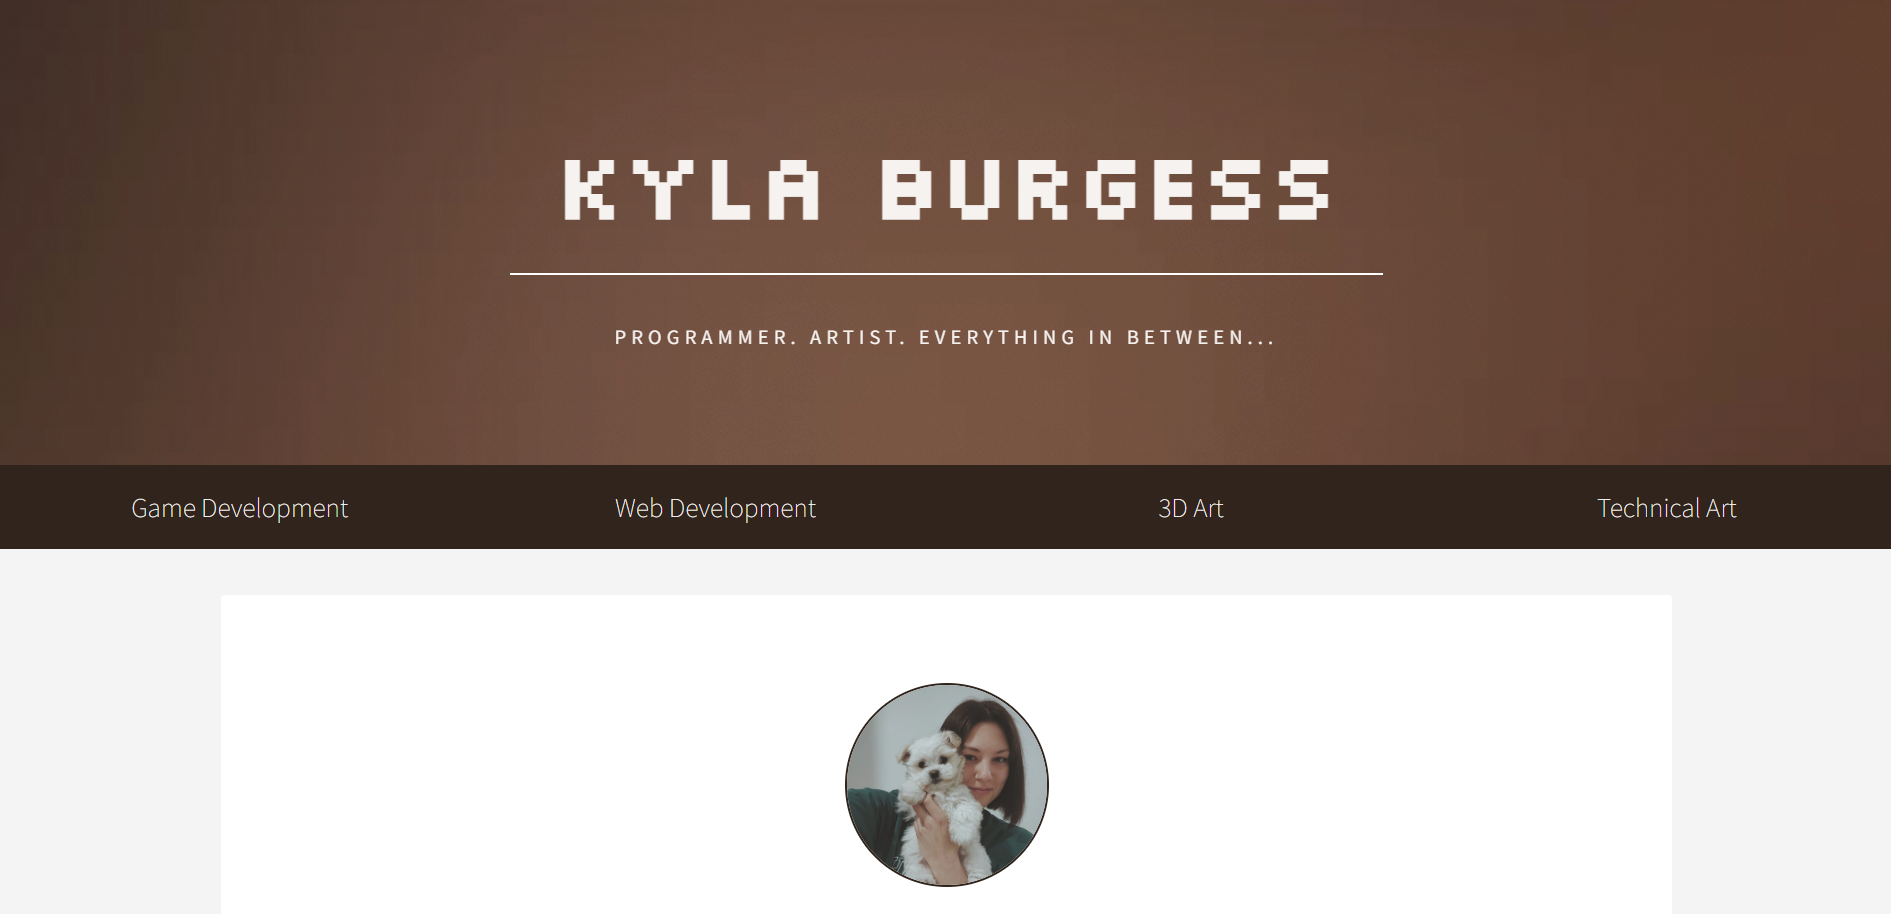 KYLA BURGESS
PROGRAMMER. ARTIST. EVERYTHING IN BETWEEN...
Game Development Web Development 3D Art Technical Art